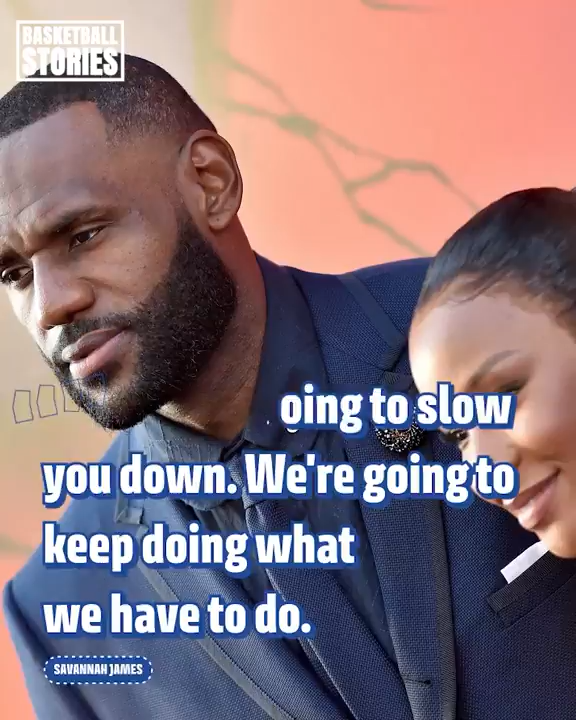 BASKETBALL
STORIES
oing to slow
you down. We're going to
keep doing what
we have to do.
SAVANNAH JAMES